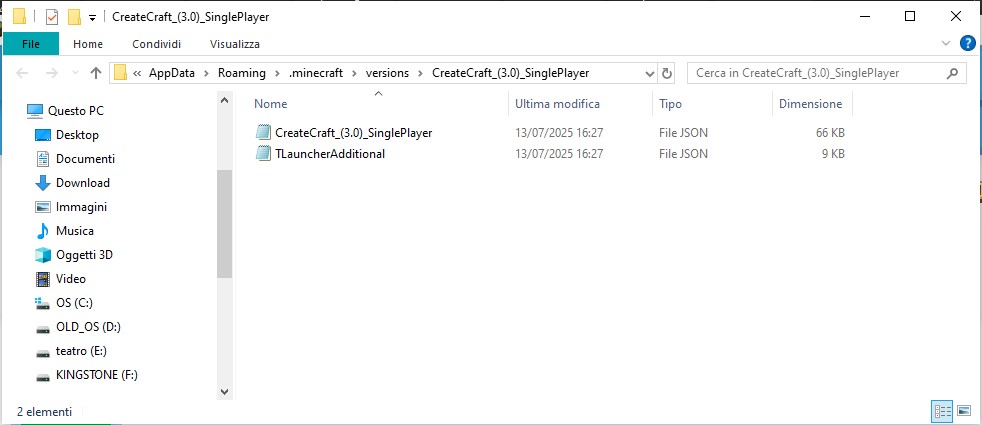 CreateCraft_(3.0)_SinglePlayer
File Home Condividi Visualizza
« AppData › Roaming › .minecraft › versions › CreateCraft_(3.0)_SinglePlayer Cerca in CreateCraft_(3.0)_SinglePlayer
Nome Ultima modifica Tipo Dimensione
CreateCraft_(3.0)_SinglePlayer 13/07/2025 16:27 File JSON 66 KB
TLauncherAdditional 13/07/2025 16:27 File JSON 9 KB
Questo PC
Desktop
Documenti
Download
Immagini
Musica
Oggetti 3D
Video
OS (C:)
OLD_OS (D:)
teatro (E:)
KINGSTONE (F:)
2 elementi